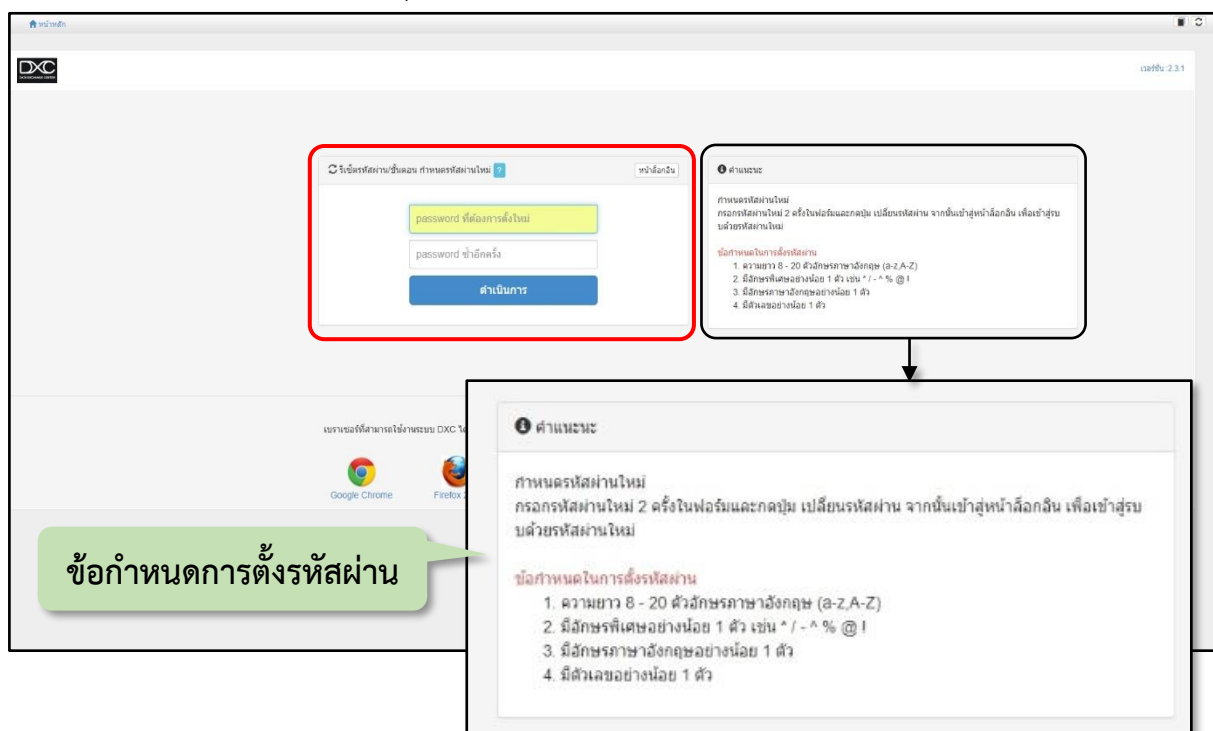 หน้าหลัก
DXC
เวอร์ชั่น :2.3.1
รีเซ็ตรหัสผ่าน/ขั้นตอน กำหนดรหัสผ่านใหม่ ?
หน้าล็อกอิน
password ที่ต้องการตั้งใหม่
password ซ้ำอีกครั้ง
ดำเนินการ
คำแนะนะ
กำหนดรหัสผ่านใหม่
กรอกรหัสผ่านใหม่ 2 ครั้งในฟอร์มและกดปุ่ม เปลี่ยนรหัสผ่าน จากนั้นเข้าสู่หน้าล็อกอิน เพื่อเข้าสู่รบ
บด้วยรหัสผ่านใหม่
ข้อกำหนดในการตั้งรหัสผ่าน
1. ความยาว 8 - 20 ตัวอักษรภาษาอังกฤษ (a-z,A-Z)
2. มีอักษรพิเศษอย่างน้อย 1 ตัว เช่น * / - ^ % @ !
3. มีอักษรภาษาอังกฤษอย่างน้อย 1 ตัว
4. มีตัวเลขอย่างน้อย 1 ตัว
เบราเซอร์ที่สามารถใช้งานระบบ DXC
Google Chrome
Firefox
คำแนะนะ
กำหนดรหัสผ่านใหม่
กรอกรหัสผ่านใหม่ 2 ครั้งในฟอร์มและกดปุ่ม เปลี่ยนรหัสผ่าน จากนั้นเข้าสู่หน้าล็อกอิน เพื่อเข้าสู่รบ
บด้วยรหัสผ่านใหม่
ข้อกำหนดในการตั้งรหัสผ่าน
1. ความยาว 8 - 20 ตัวอักษรภาษาอังกฤษ (a-z,A-Z)
2. มีอักษรพิเศษอย่างน้อย 1 ตัว เช่น * / - ^ % @ !
3. มีอักษรภาษาอังกฤษอย่างน้อย 1 ตัว
4. มีตัวเลขอย่างน้อย 1 ตัว
ข้อกำหนดการตั้งรหัสผ่าน